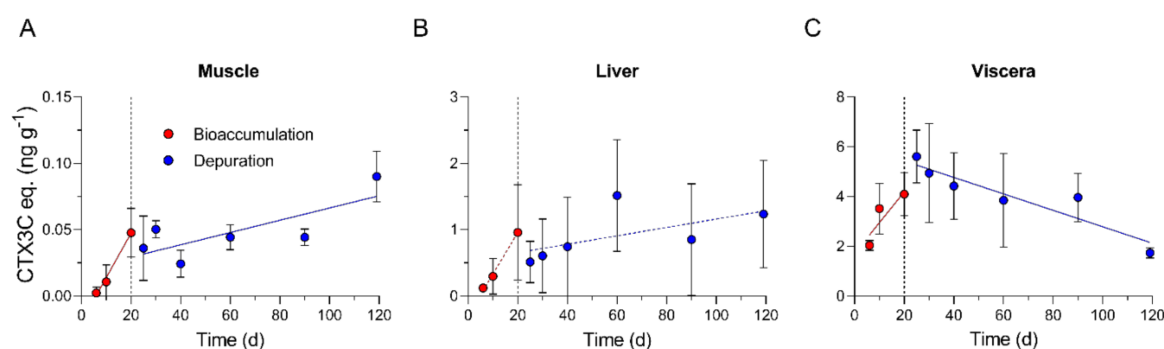 A
B
C
Muscle
Liver
Viscera
CTX3C eq. (ng g⁻¹)
0.15
0.10
0.05
0.00
Bioaccumulation
Depuration
0 20 40 60 80 100 120
Time (d)
3
2
1
0
0 20 40 60 80 100 120
Time (d)
8
6
4
2
0
0 20 40 60 80 100 120
Time (d)